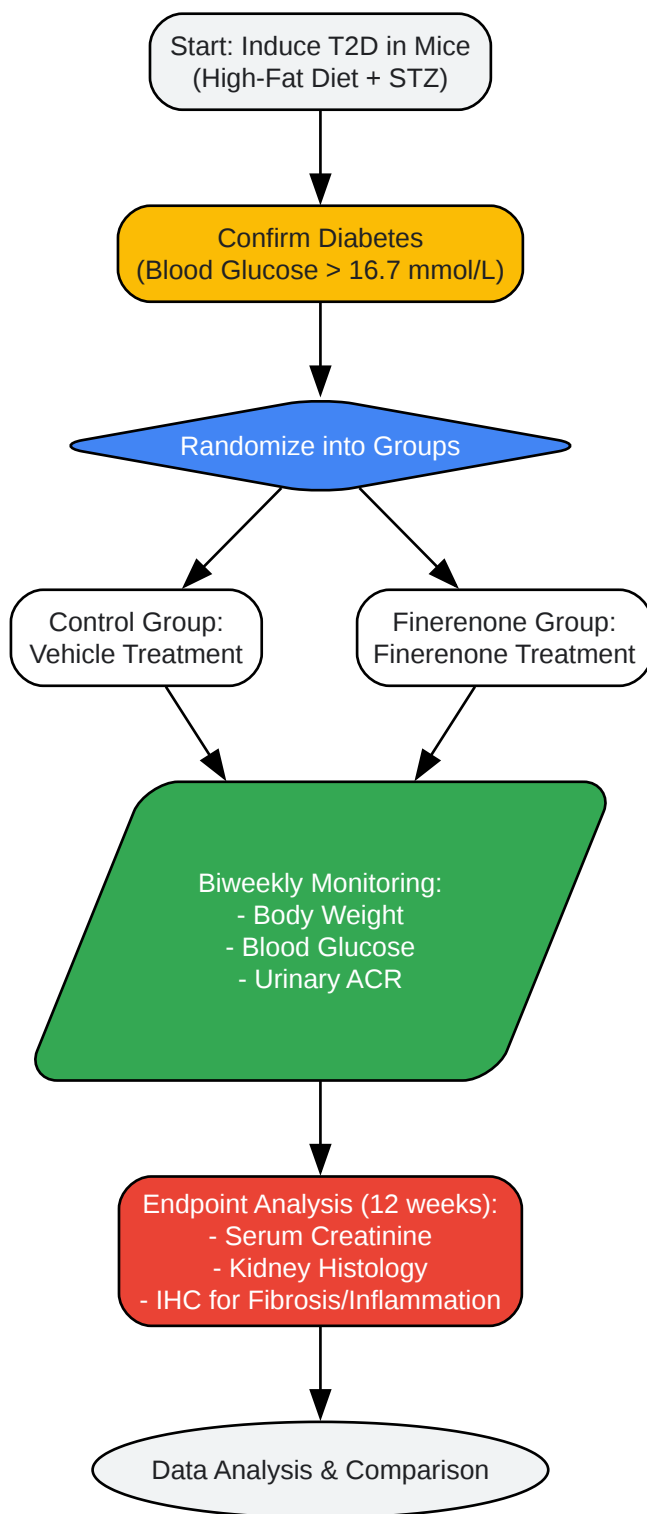 Start: Induce T2D in Mice
(High-Fat Diet + STZ)
Confirm Diabetes
(Blood Glucose > 16.7 mmol/L)
Randomize into Groups
Control Group:
Vehicle Treatment
Finerenone Group:
Finerenone Treatment
Biweekly Monitoring:
- Body Weight
- Blood Glucose
- Urinary ACR
Endpoint Analysis (12 weeks):
- Serum Creatinine
- Kidney Histology
- IHC for Fibrosis/Inflammation
Data Analysis & Comparison